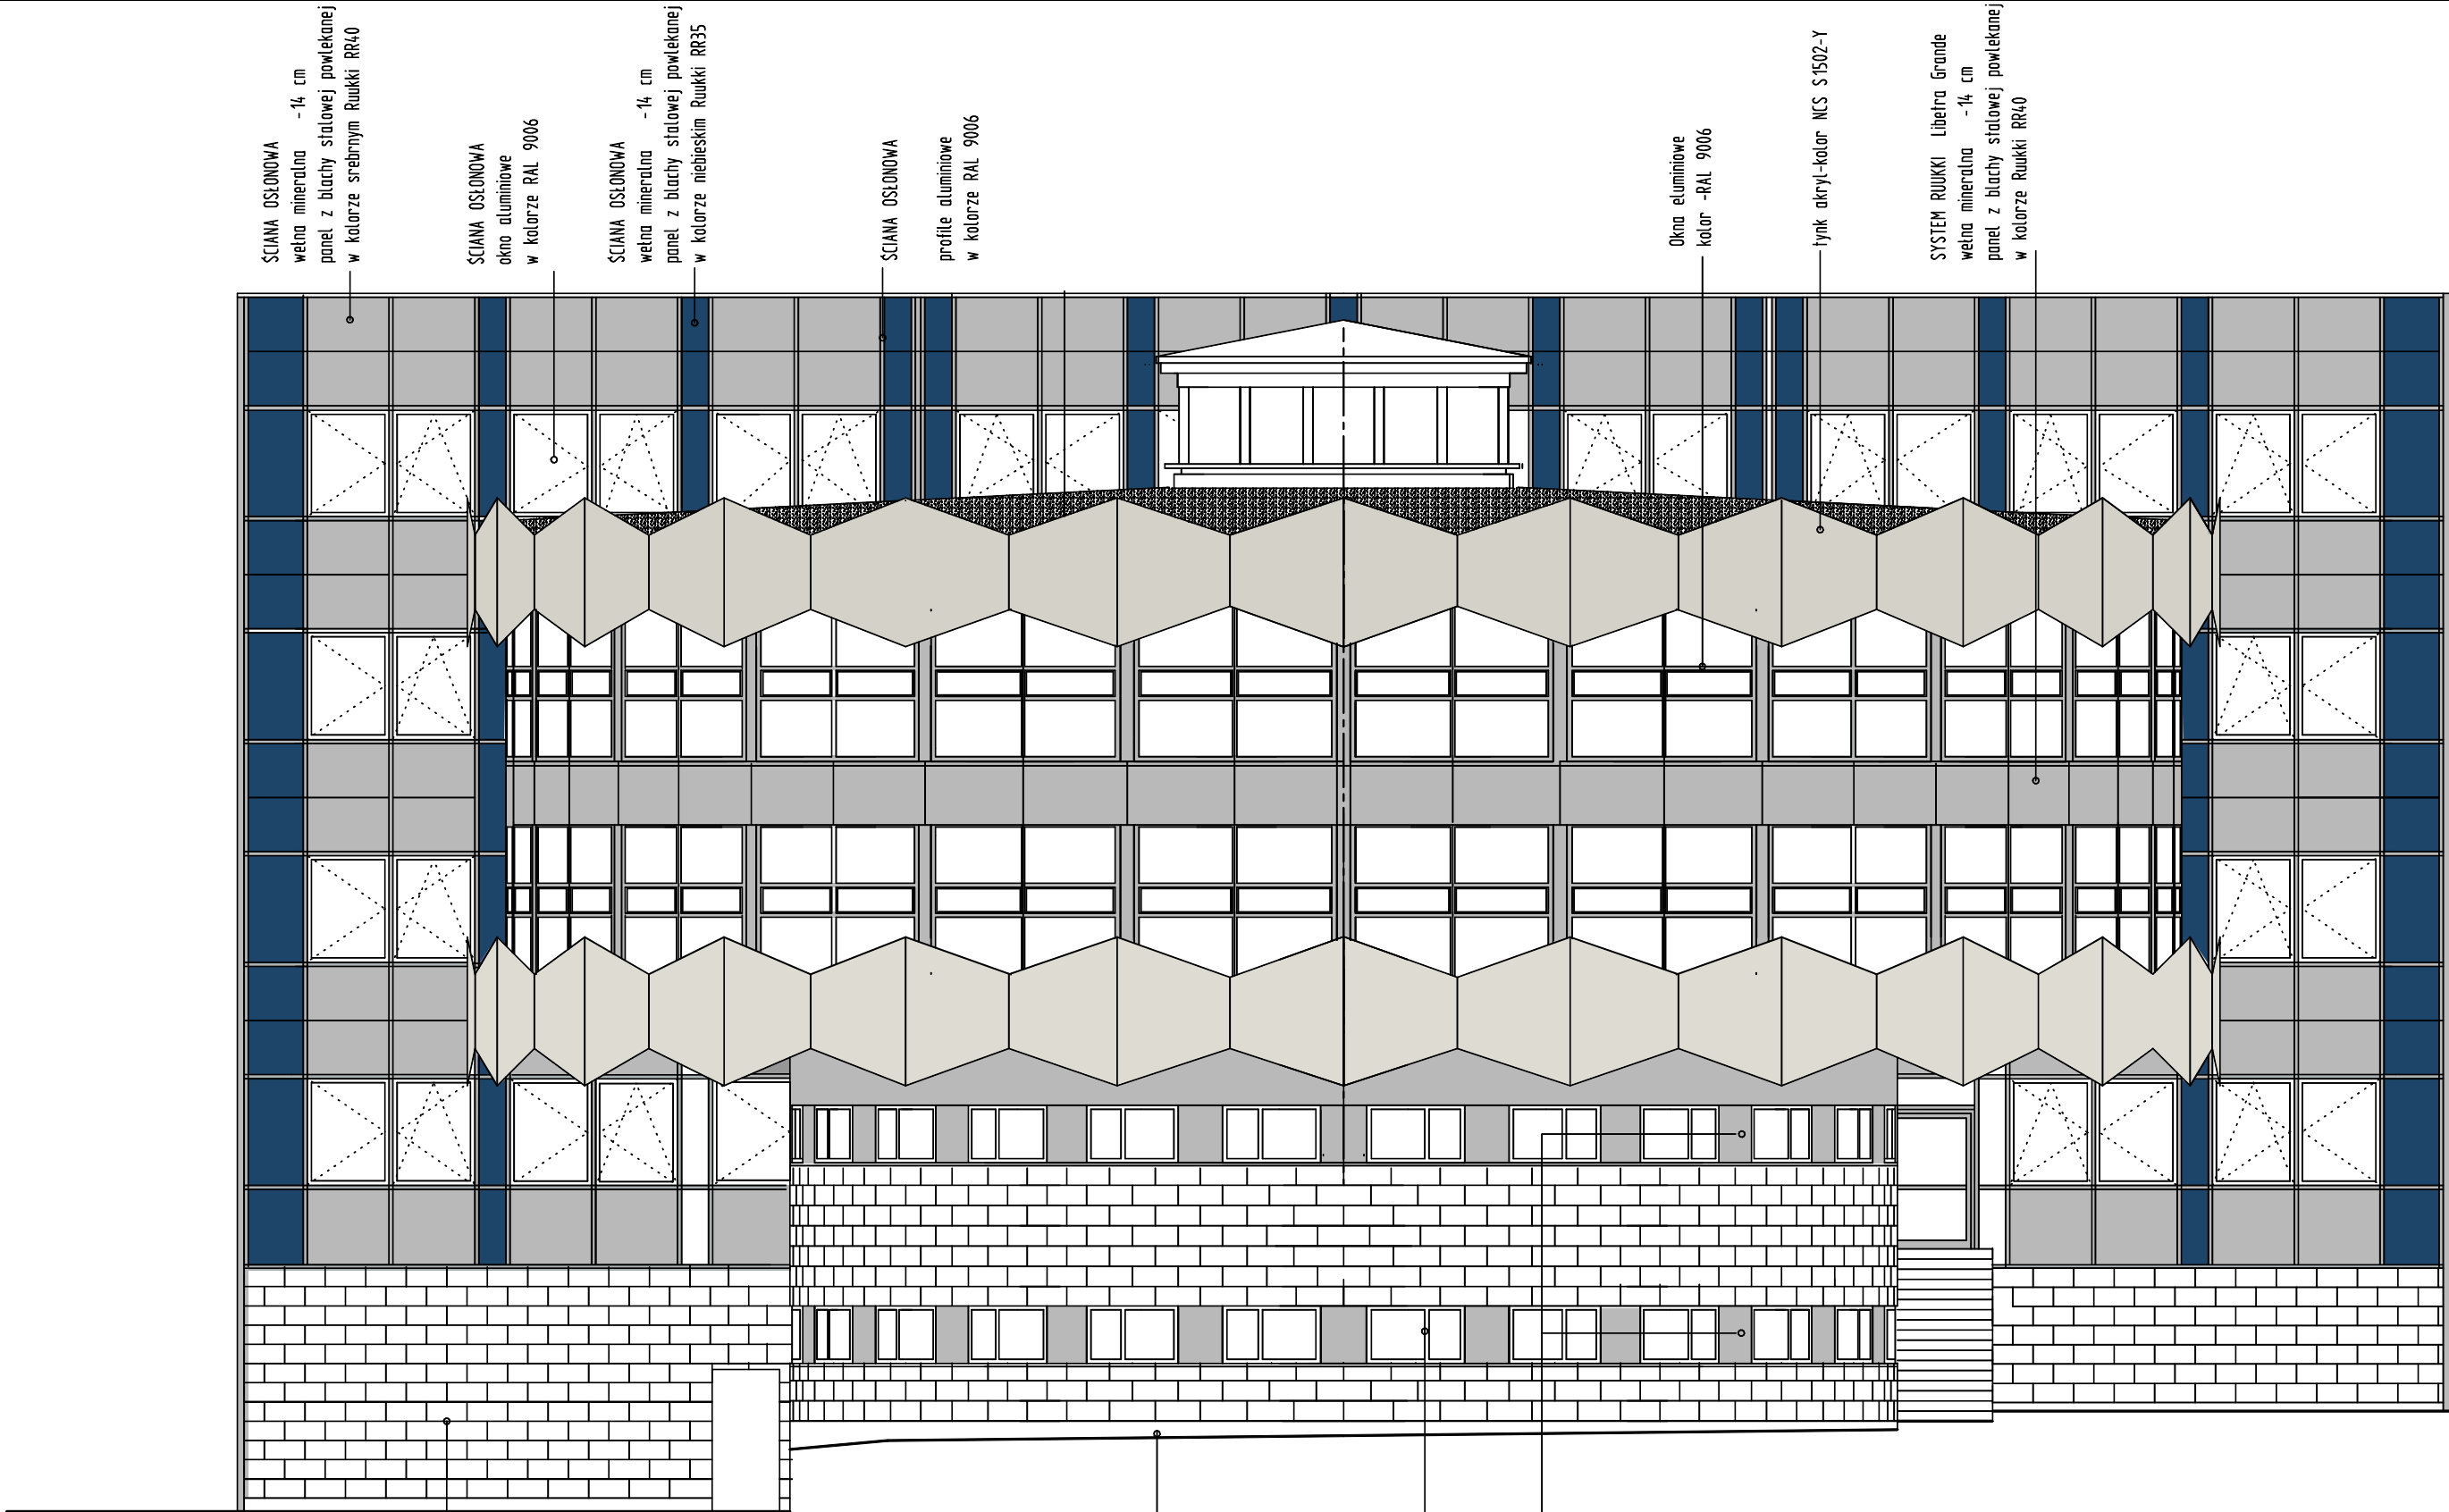 ŚCIANA OSŁONOWA
wełna mineralna -14 cm
panel z blachy stalowej powlekanej
w kolorze srebrnym Ruukki RR40
ŚCIANA OSŁONOWA
okno aluminiowe
w kolorze RAL 9006
ŚCIANA OSŁONOWA
wełna mineralna -14 cm
panel z blachy stalowej powlekanej
w kolorze niebieskim Ruukki RR35
ŚCIANA OSŁONOWA
profile aluminiowe
w kolorze RAL 9006
Okna eluminiowe
kolor -RAL 9006
tynk akryl-kolor NCS S1502-Y
SYSTEM RUUKKI Libetra Grande
wełna mineralna -14 cm
panel z blachy stalowej powlekanej
w kolorze Ruukki RR40